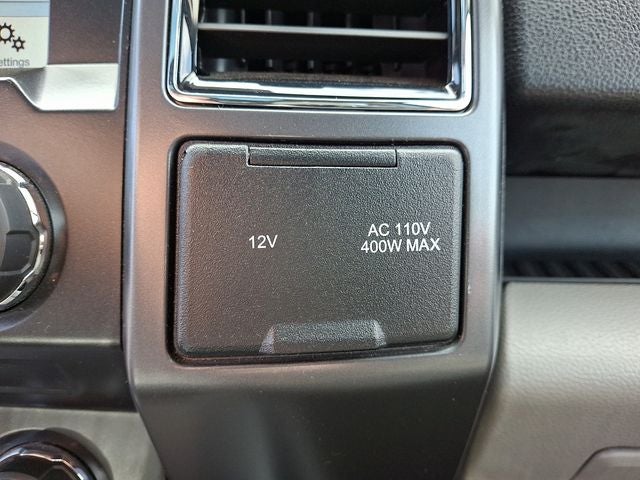 ettings
12V
AC 110V
400W MAX